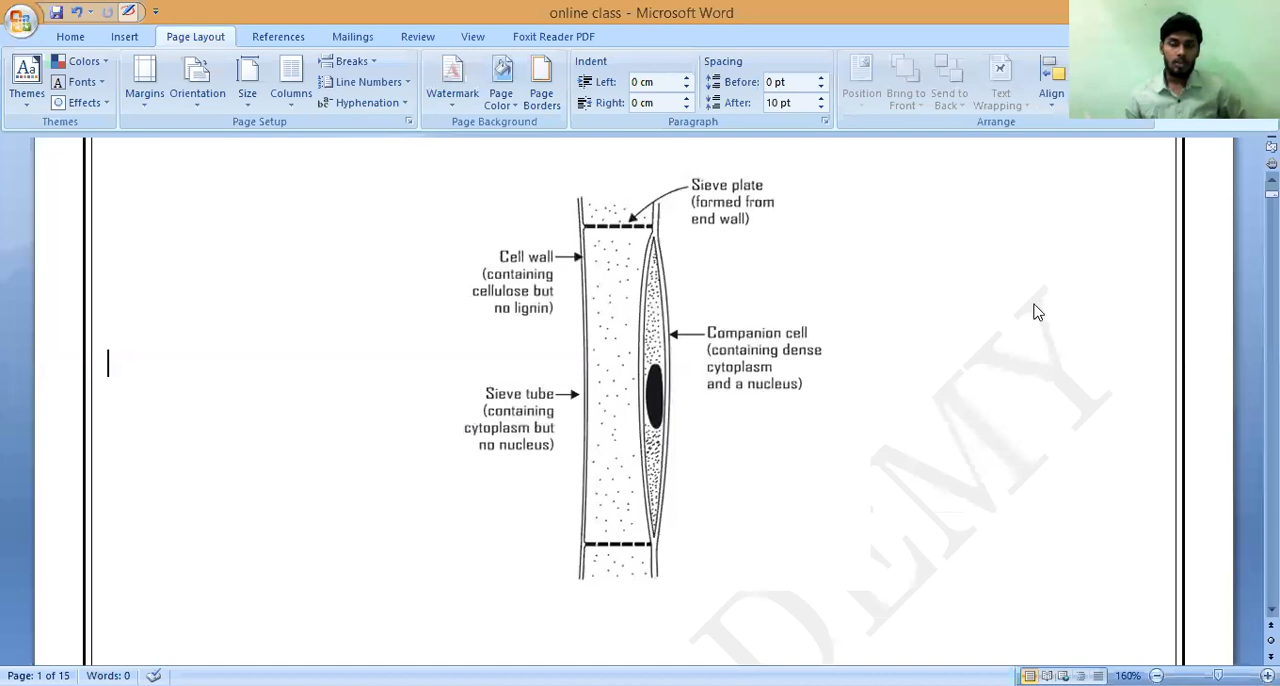 online class - Microsoft Word
Home Insert Page Layout References Mailings Review View Foxit Reader PDF
Themes
Colors
Fonts
Effects
Themes
Margins
Orientation
Size
Columns
Breaks
Line Numbers
Hyphenation
Page Setup
Watermark
Page Color
Page Borders
Page Background
Indent
Left: 0 cm
Right: 0 cm
Spacing
Before: 0 pt
After: 10 pt
Paragraph
Position
Bring to Front
Send to Back
Text Wrapping
Align
Arrange
Sieve plate
(formed from
end wall)
Cell wall
(containing
cellulose but
no lignin)
Companion cell
(containing dense
cytoplasm
and a nucleus)
Sieve tube
(containing
cytoplasm but
no nucleus)
DEMY
Page: 1 of 15 Words: 0 160%